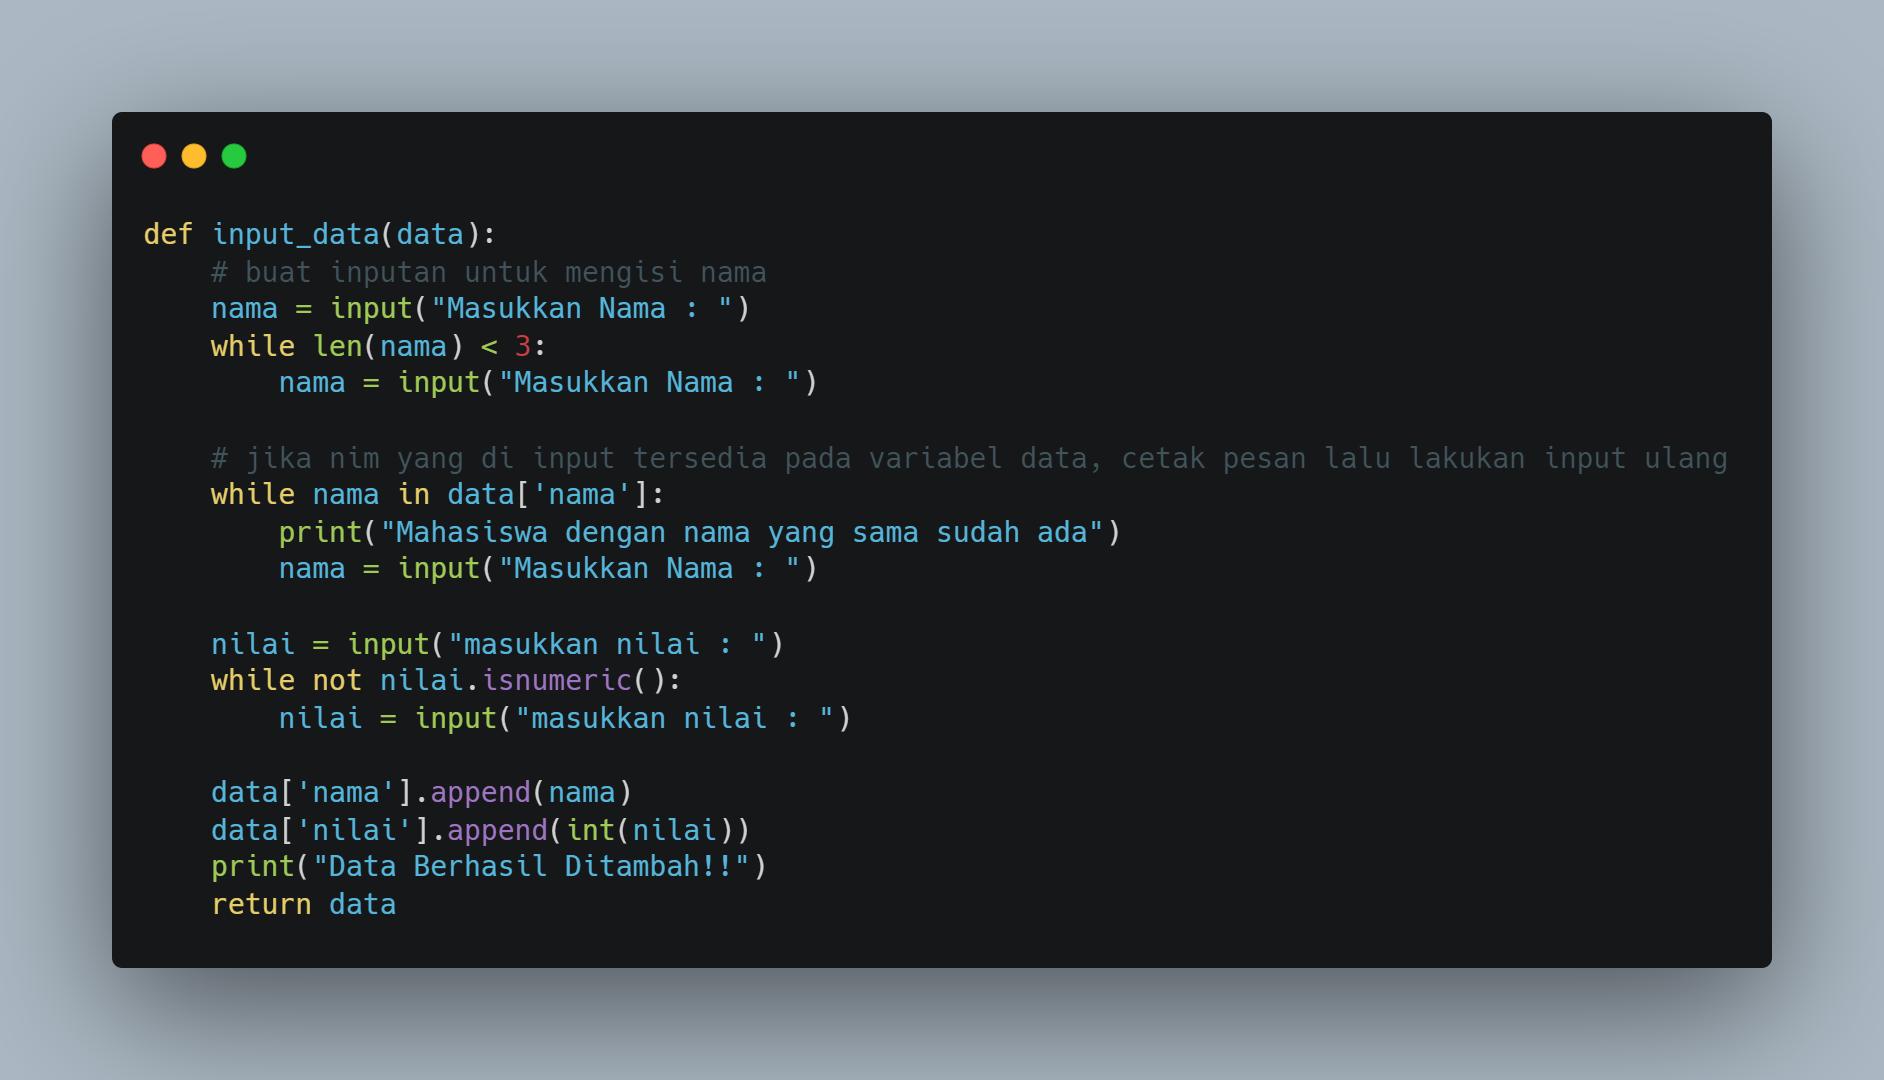 def input_data(data):
    # buat inputan untuk mengisi nama
    nama = input("Masukkan Nama : ")
    while len(nama) < 3:
        nama = input("Masukkan Nama : ")

    # jika nim yang di input tersedia pada variabel data, cetak pesan lalu lakukan input ulang
    while nama in data['nama']:
        print("Mahasiswa dengan nama yang sama sudah ada")
        nama = input("Masukkan Nama : ")

    nilai = input("masukkan nilai : ")
    while not nilai.isnumeric():
        nilai = input("masukkan nilai : ")

    data['nama'].append(nama)
    data['nilai'].append(int(nilai))
    print("Data Berhasil Ditambah!!")
    return data